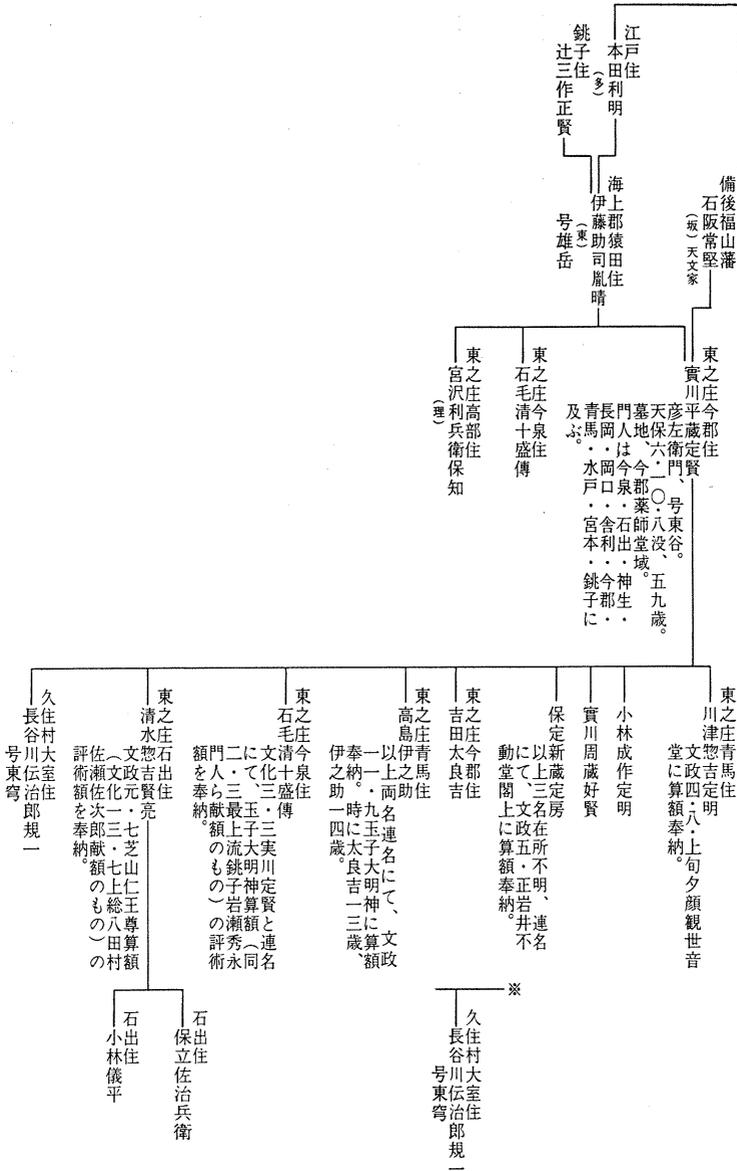 備後福山藩
石阪常堅
(坂)
天文家
江戸住
本田利明
(多)
銚子住
辻三作正賢
海上郡猿田住
伊藤助司胤晴
(東)
号雄岳
東之庄今郡住
實川平蔵定賢
彦左衛門、号東谷。
天保六・一〇・八没、五九歳。
墓地、今郡薬師堂域。
門人は今泉・石出・神生・
長岡・岡口・舎利・今郡・
青馬・水戸・宮本・銚子に
及ぶ。
東之庄今泉住
石毛清十盛傳
東之庄高部住
宮沢利兵衛保知
(理)
東之庄青馬住
川津惣吉定明
文政四・八・上旬夕顔観世音
堂に算額奉納。
小林成作定明
實川周蔵好賢
保定新蔵定房
以上三名在所不明、連名
にて、文政五・正岩井不
動堂閣上に算額奉納。
東之庄今郡住
吉田太良吉
東之庄青馬住
高島伊之助
以上両名連名にて、文政
一一・九玉子大明神に算額
奉納。時に太良吉一三歳、
伊之助一四歳。
東之庄今泉住
石毛清十盛傳
文化三・三実川定賢と連名
にて、玉子大明神算額(同
二・三最上流銚子岩瀬秀永
門人ら献額のもの)の評術
額を奉納。
東之庄石出住
清水惣吉賢亮
文政元・七芝山仁王尊算額
(文化一三・七上総八田村
佐瀬佐次郎献額のもの)の
評術額を奉納。
久住村大室住
長谷川伝治郎規一
号東穹
※
久住村大室住
長谷川伝治郎規一
号東穹
石出住
保立佐治兵衛
石出住
小林儀平